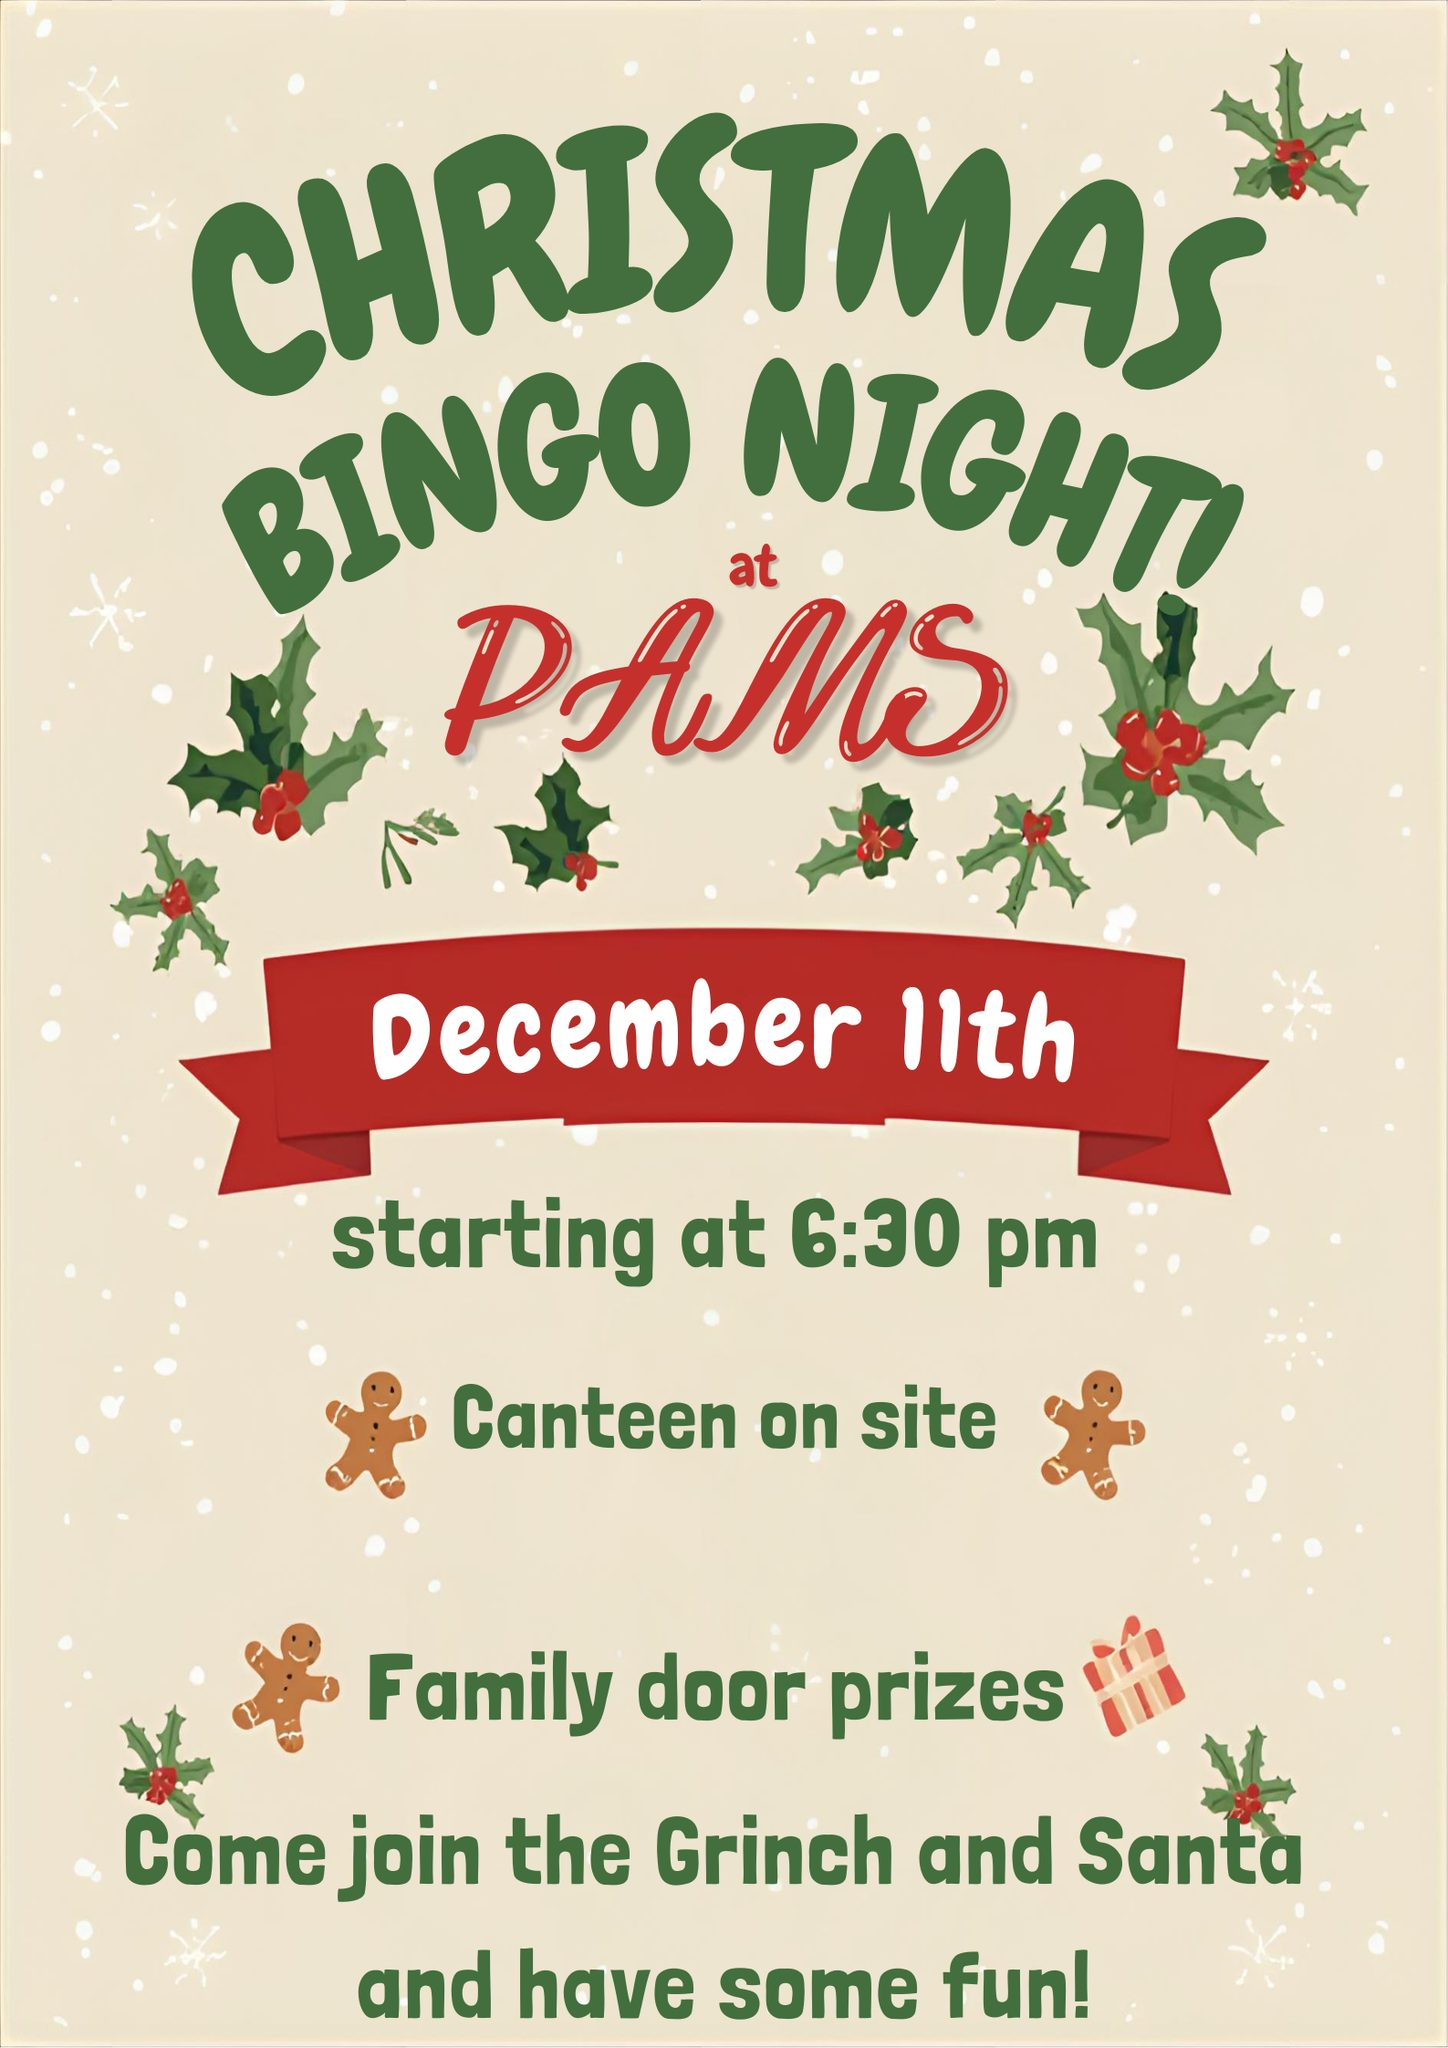 CHRISTMAS
BINGO NIGHT!
at
PAMS
December 11th
starting at 6:30 pm
Canteen on site
Family door prizes
Come join the Grinch and Santa
and have some fun!